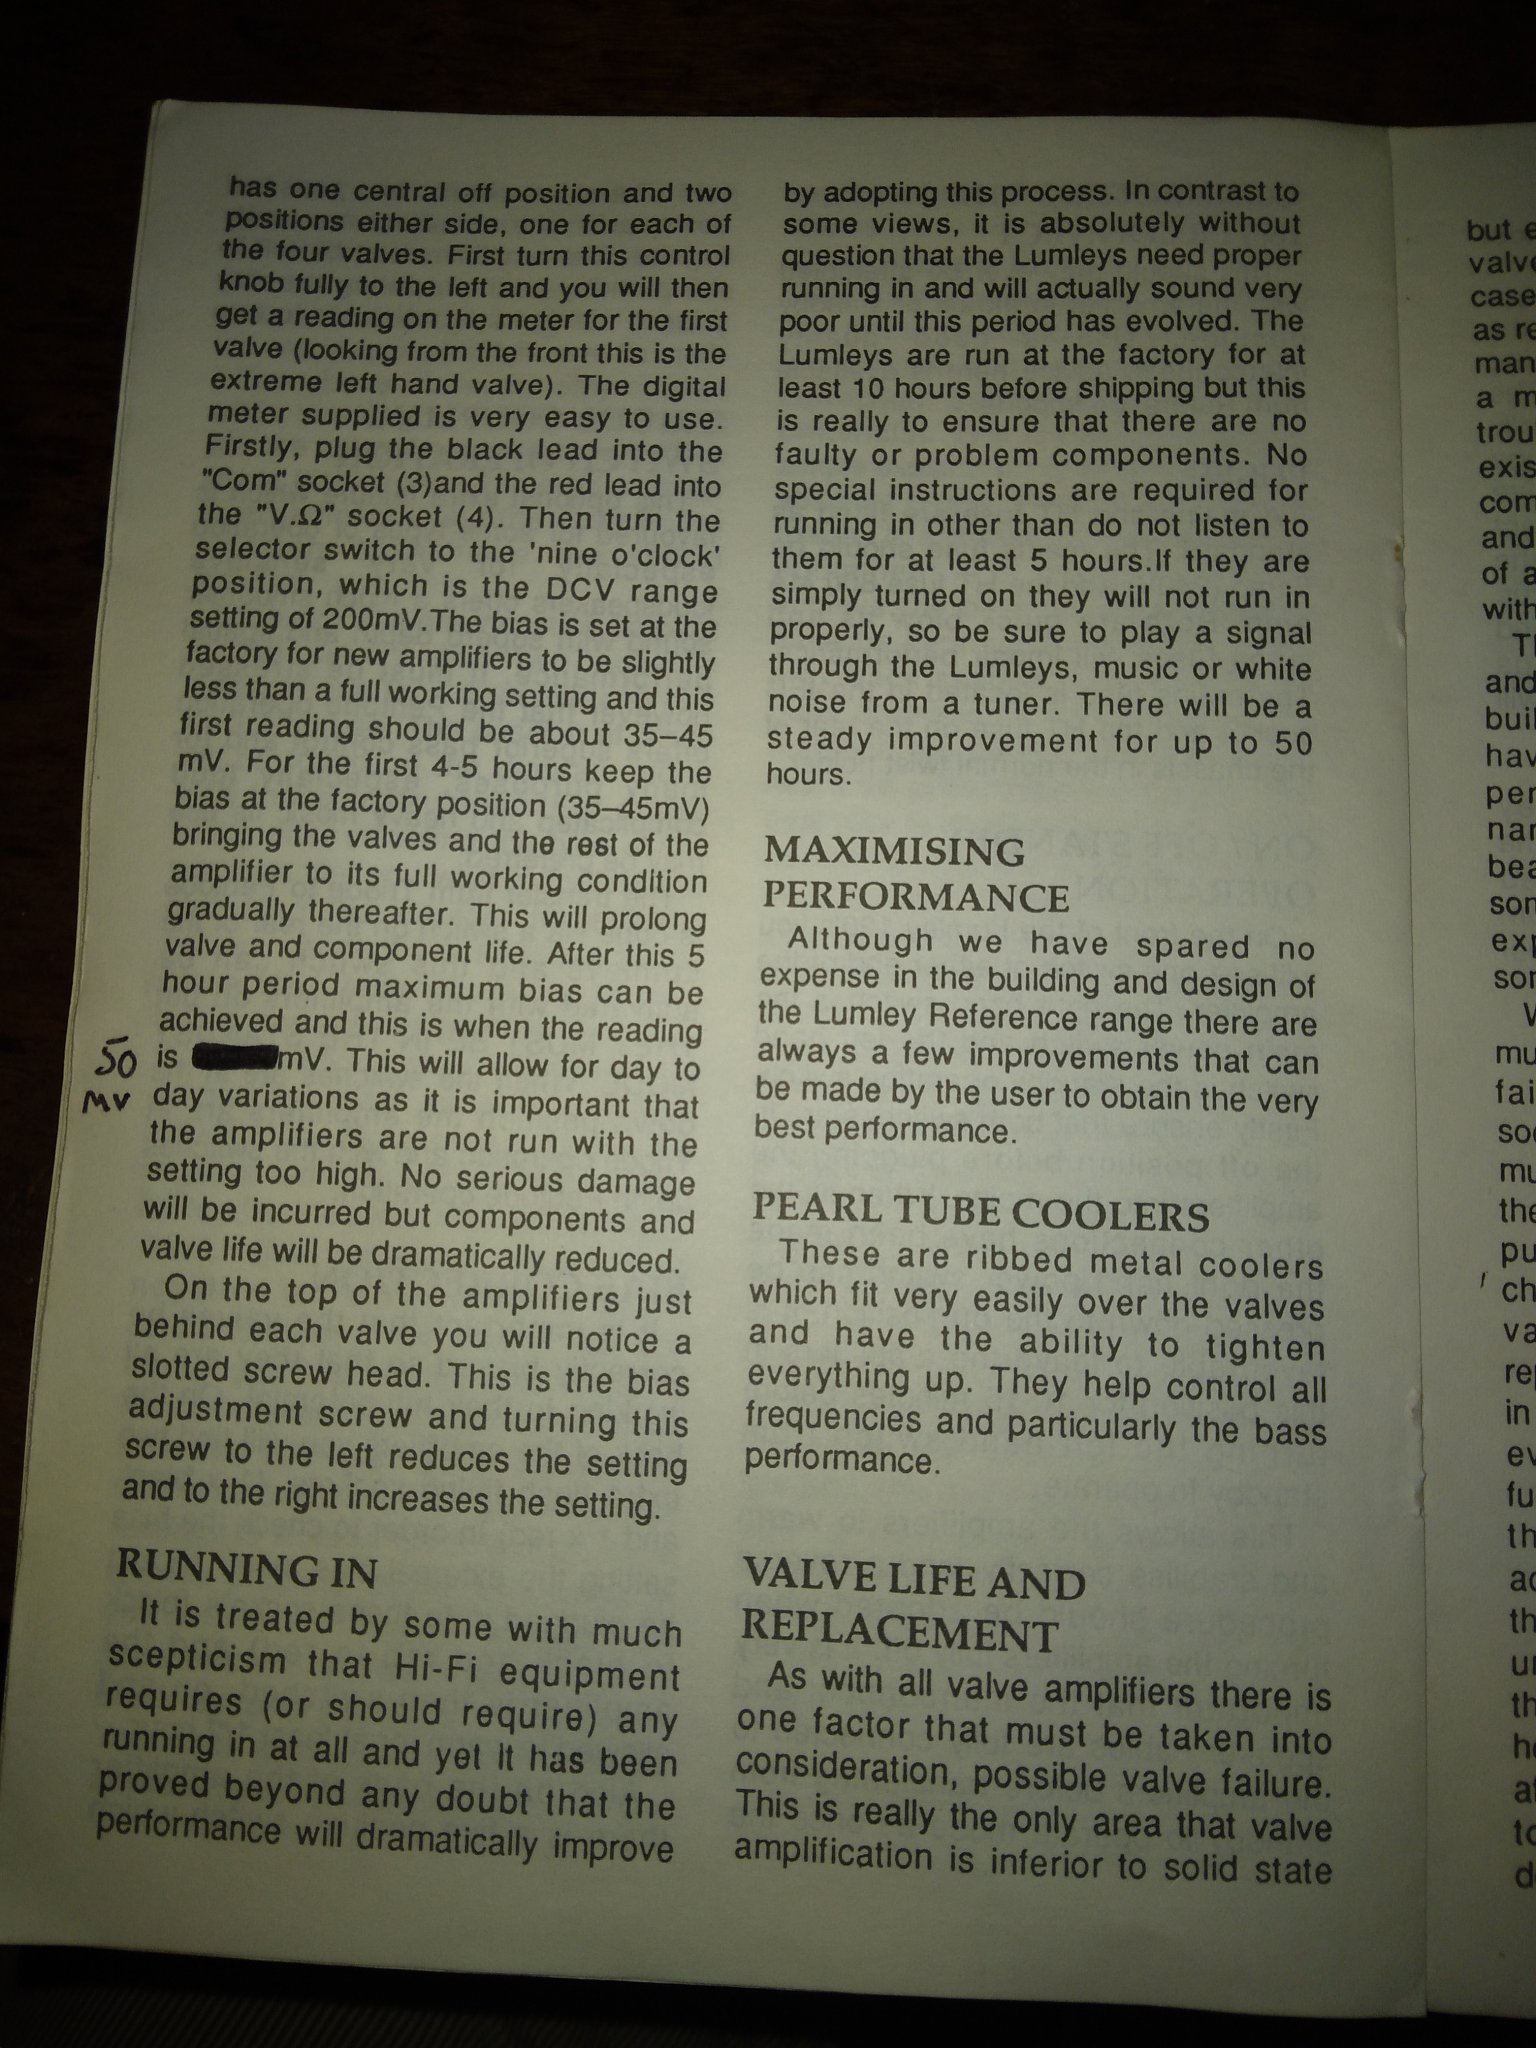 has one central off position and two
positions either side, one for each of
the four valves. First turn this control
knob fully to the left and you will then
get a reading on the meter for the first
valve (looking from the front this is the
extreme left hand valve). The digital
meter supplied is very easy to use.
Firstly, plug the black lead into the
"Com" socket (3)and the red lead into
the "V.Ω" socket (4). Then turn the
selector switch to the 'nine o'clock'
position, which is the DCV range
setting of 200mV.The bias is set at the
factory for new amplifiers to be slightly
less than a full working setting and this
first reading should be about 35–45
mV. For the first 4-5 hours keep the
bias at the factory position (35–45mV)
bringing the valves and the rest of the
amplifier to its full working condition
gradually thereafter. This will prolong
valve and component life. After this 5
hour period maximum bias can be
achieved and this is when the reading
is mV. This will allow for day to
day variations as it is important that
the amplifiers are not run with the
setting too high. No serious damage
will be incurred but components and
valve life will be dramatically reduced.
On the top of the amplifiers just
behind each valve you will notice a
slotted screw head. This is the bias
adjustment screw and turning this
screw to the left reduces the setting
and to the right increases the setting.
50
MV
RUNNING IN
It is treated by some with much
scepticism that Hi-Fi equipment
requires (or should require) any
running in at all and yet it has been
proved beyond any doubt that the
performance will dramatically improve
by adopting this process. In contrast to
some views, it is absolutely without
question that the Lumleys need proper
running in and will actually sound very
poor until this period has evolved. The
Lumleys are run at the factory for at
least 10 hours before shipping but this
is really to ensure that there are no
faulty or problem components. No
special instructions are required for
running in other than do not listen to
them for at least 5 hours.If they are
simply turned on they will not run in
properly, so be sure to play a signal
through the Lumleys, music or white
noise from a tuner. There will be a
steady improvement for up to 50
hours.
MAXIMISING
PERFORMANCE
Although we have spared no
expense in the building and design of
the Lumley Reference range there are
always a few improvements that can
be made by the user to obtain the very
best performance.
PEARL TUBE COOLERS
These are ribbed metal coolers
which fit very easily over the valves
and have the ability to tighten
everything up. They help control all
frequencies and particularly the bass
performance.
VALVE LIFE AND
REPLACEMENT
As with all valve amplifiers there is
one factor that must be taken into
consideration, possible valve failure.
This is really the only area that valve
amplification is inferior to solid state